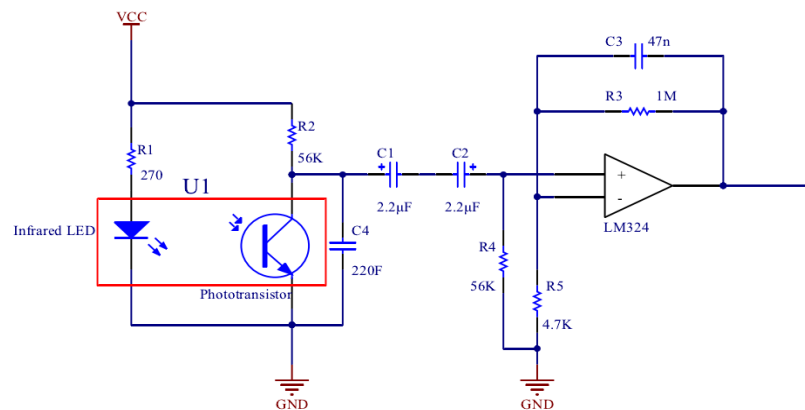 VCC
C3 47n
R3 1M
R1
270
R2
56K
C1
C2
2.2μF
2.2μF
U1
Infrared LED
Phototransistor
C4
220F
+
-
LM324
R4
56K
R5
4.7K
GND
GND